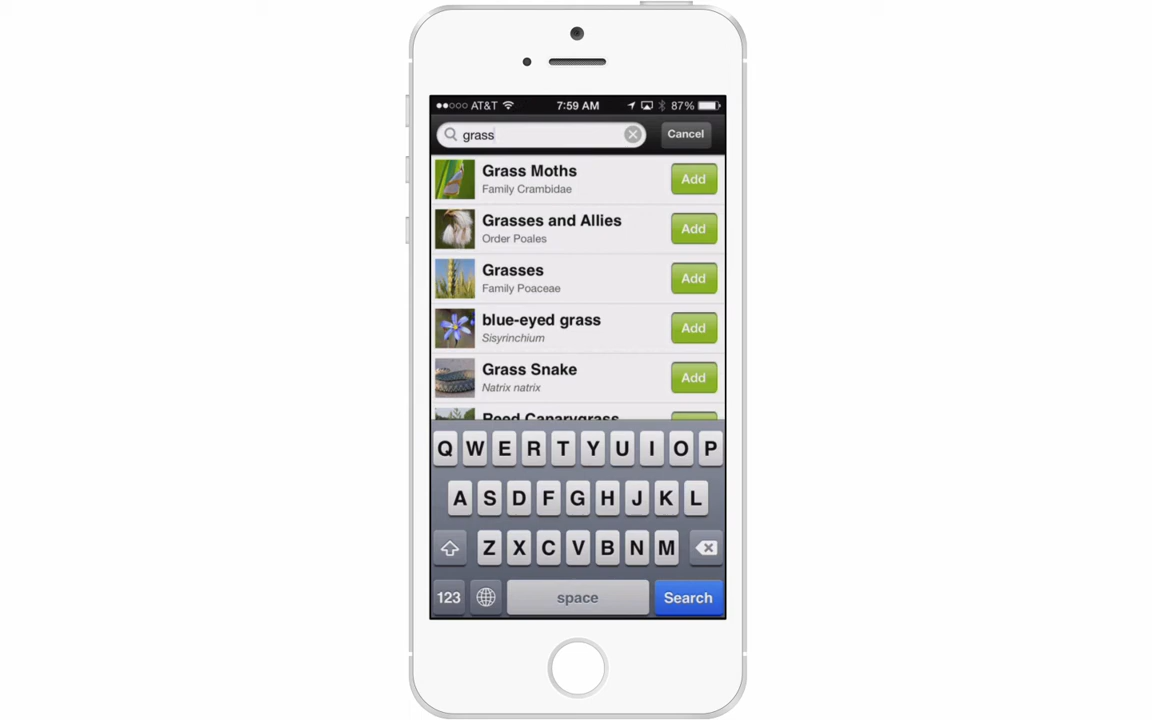 AT&T 7:59 AM 87%
grass Cancel
Grass Moths
Family Crambidae
Add
Grasses and Allies
Order Poales
Add
Grasses
Family Poaceae
Add
blue-eyed grass
Sisyrinchium
Add
Grass Snake
Natrix natrix
Add
Reed Canarygrass
Q W E R T Y U I O P
A S D F G H J K L
Z X C V B N M
123 space Search